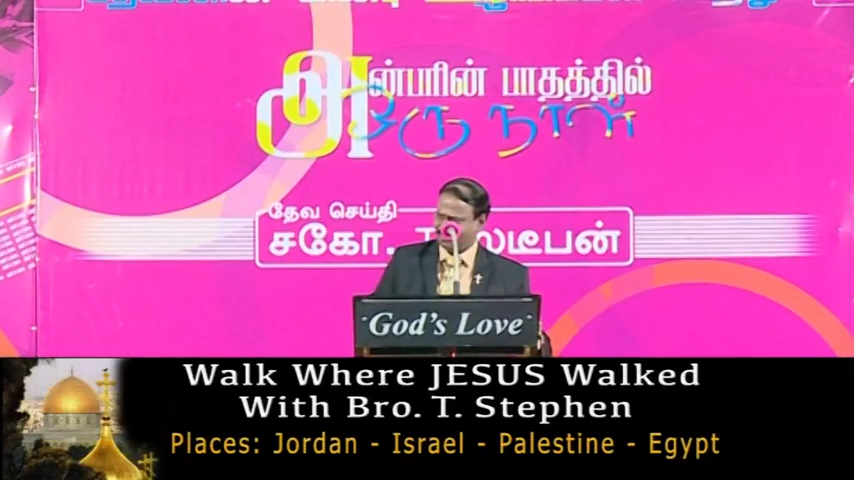 அன்பரின் பாதத்தில்
ஒரு நாள்
தேவ செய்தி
சகோ.
God's Love
Walk Where JESUS Walked
With Bro. T. Stephen
Places: Jordan - Israel - Palestine - Egypt